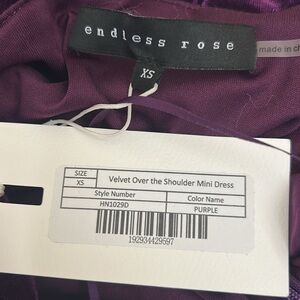 endless rose
made in ch
XS
SIZE
XS
Velvet Over the Shoulder Mini Dress
Style Number
Color Name
HN1029D
PURPLE
192934429697